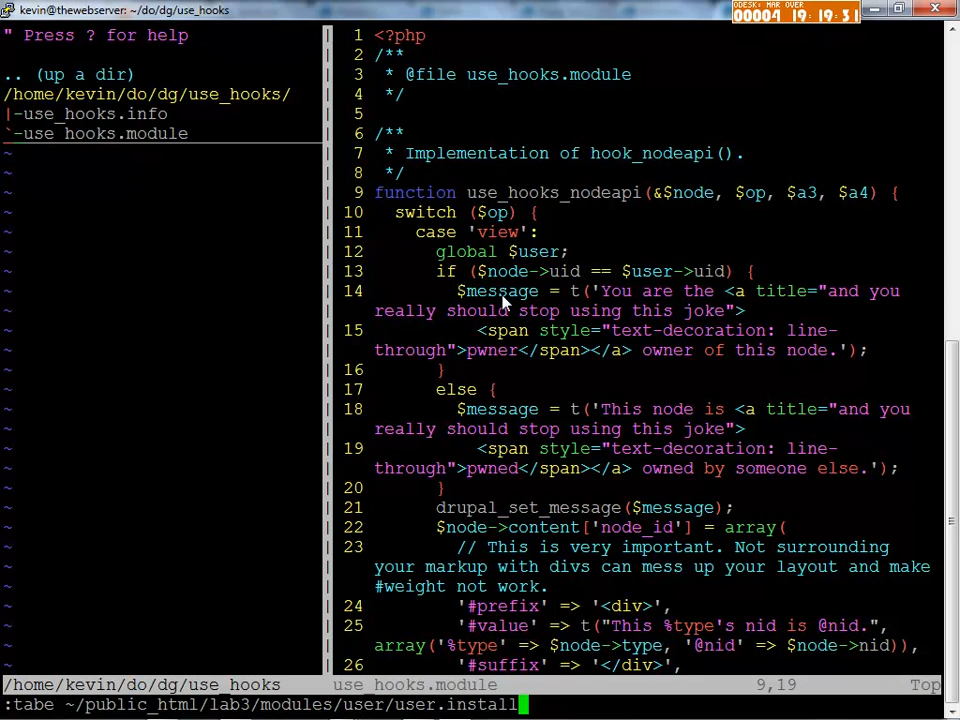 kevin@thewebserver: ~/do/dg/use_hooks
ODESK: MAR OVER
00004 19:19:31
" Press ? for help
.. (up a dir)
/home/kevin/do/dg/use_hooks/
|-use_hooks.info
`-use_hooks.module
1 <?php
2 /**
3  * @file use_hooks.module
4  */
5
6 /**
7  * Implementation of hook_nodeapi().
8  */
9 function use_hooks_nodeapi(&$node, $op, $a3, $a4) {
10   switch ($op) {
11     case 'view':
12       global $user;
13       if ($node->uid == $user->uid) {
14         $message = t('You are the <a title="and you
really should stop using this joke">
15           <span style="text-decoration: line-
through">pwner</span></a> owner of this node.');
16       }
17       else {
18         $message = t('This node is <a title="and you
really should stop using this joke">
19           <span style="text-decoration: line-
through">pwned</span></a> owned by someone else.');
20       }
21       drupal_set_message($message);
22       $node->content['node_id'] = array(
23         // This is very important. Not surrounding
your markup with divs can mess up your layout and make
#weight not work.
24         '#prefix' => '<div>',
25         '#value' => t("This %type's nid is @nid.",
array('%type' => $node->type, '@nid' => $node->nid)),
26         '#suffix' => '</div>',
/home/kevin/do/dg/use_hooks use_hooks.module 9,19 Top
:tabe ~/public_html/lab3/modules/user/user.install